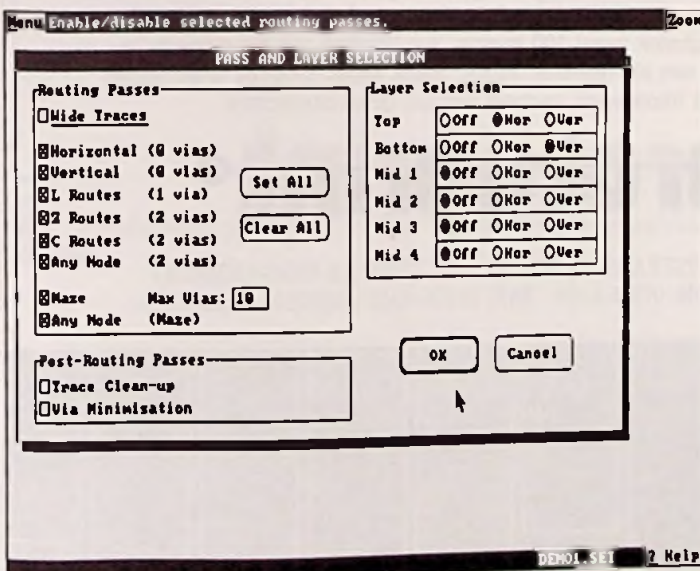 Menu Enable/disable selected routing passes. Zoom
PASS AND LAYER SELECTION
Routing Passes
Wide Traces
Horizontal (0 vias)
Vertical (0 vias)
L Routes (1 via)
Z Routes (2 vias)
C Routes (2 vias)
Any Node (2 vias)
Set All
Clear All
Maze Max Vias: 10
Any Node (Maze)
Layer Selection
Top Off Hor Ver
Bottom Off Hor Ver
Mid 1 Off Hor Ver
Mid 2 Off Hor Ver
Mid 3 Off Hor Ver
Mid 4 Off Hor Ver
Post-Routing Passes
Trace Clean-up
Via Minimisation
OK Cancel
DEMO1.SET ? Help